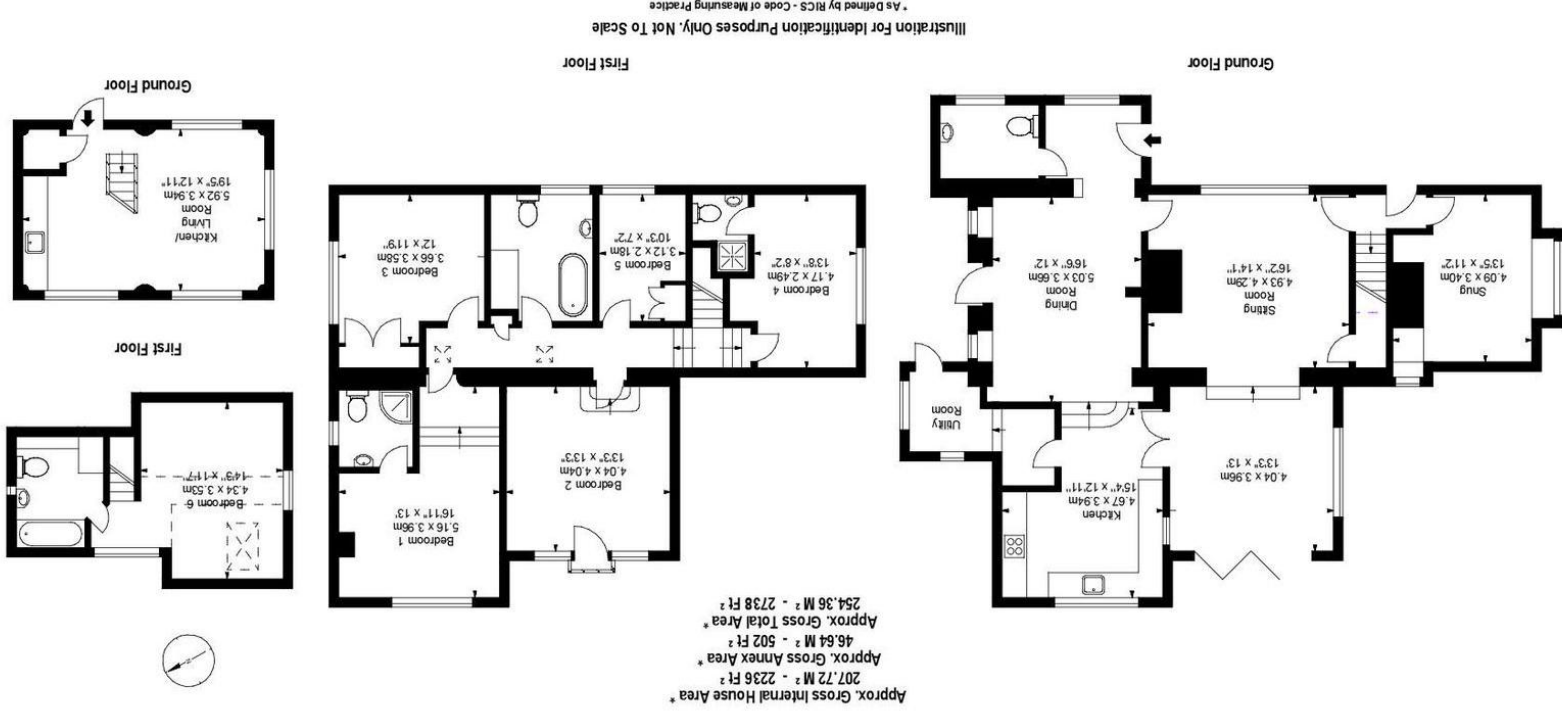 Approx. Gross Internal House Area *
207.72 M ² - 2236 Ft ²
Approx. Gross Annex Area *
46.64 M ² - 502 Ft ²
Approx. Gross Total Area *
254.36 M ² - 2738 Ft ²
4.04 x 3.96m
13'3" x 13'
Kitchen
4.67 x 3.94m
15'4" x 12'11"
Utility
Room
Snug
4.09 x 3.40m
13'5" x 11'2"
Sitting
Room
4.93 x 4.29m
16'2" x 14'1"
Dining
Room
5.03 x 3.66m
16'6" x 12'
Ground Floor
Bedroom 2
4.04 x 4.04m
13'3" x 13'3"
Bedroom 1
5.16 x 3.96m
16'11" x 13'
Bedroom 4
4.17 x 2.49m
13'8" x 8'2"
Bedroom 5
3.12 x 2.18m
10'3" x 7'2"
Bedroom 3
3.66 x 3.58m
12' x 11'9"
First Floor
Bedroom 6
4.34 x 3.53m
14'3" x 11'7"
First Floor
Kitchen/
Living
Room
5.92 x 3.94m
19'5" x 12'11"
Ground Floor
Illustration For Identification Purposes Only. Not To Scale
* As Defined by RICS - Code of Measuring Practice